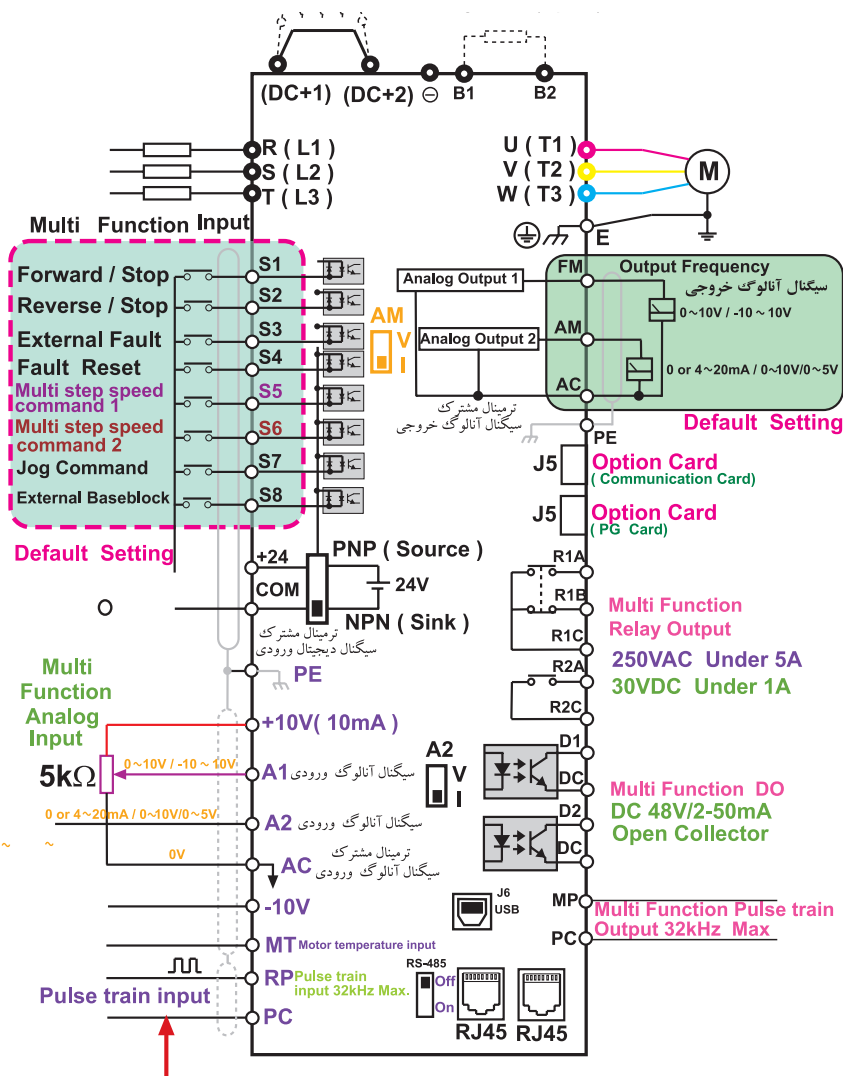 (DC+1) (DC+2) ⊖ B1 B2
R ( L1 )
S ( L2 )
T ( L3 )
U ( T1 )
V ( T2 )
W ( T3 )
M
E
Multi Function Input
Forward / Stop S1
Reverse / Stop S2
External Fault S3
Fault Reset S4
Multi step speed
command 1 S5
Multi step speed
command 2 S6
Jog Command S7
External Baseblock S8
Default Setting
AM
V
I
Analog Output 1
Analog Output 2
FM
AM
AC
Output Frequency
سیگنال آنالوگ خروجی
0~10V / -10 ~ 10V
0 or 4~20mA / 0~10V/0~5V
ترمینال مشترک
سیگنال آنالوگ خروجی
Default Setting
PE
J5 Option Card
( Communication Card)
J5 Option Card
( PG Card)
+24
COM
PNP ( Source )
24V
NPN ( Sink )
ترمینال مشترک
سیگنال دیجیتال ورودی
O
PE
R1A
R1B
R1C
R2A
R2C
Multi Function
Relay Output
250VAC Under 5A
30VDC Under 1A
Multi
Function
Analog
Input
5kΩ
+10V( 10mA )
0~10V / -10 ~ 10V
A1 سیگنال آنالوگ ورودی
0 or 4~20mA / 0~10V/0~5V
A2 سیگنال آنالوگ ورودی
~ ~
0V
AC
ترمینال مشترک
سیگنال آنالوگ ورودی
A2
V
I
-10V
MT Motor temperature input
RP Pulse train
input 32kHz Max.
Pulse train input
PC
D1
DC
D2
DC
Multi Function DO
DC 48V/2-50mA
Open Collector
J6
USB
MP
PC
Multi Function Pulse train
Output 32kHz Max
RS-485
Off
On
RJ45 RJ45